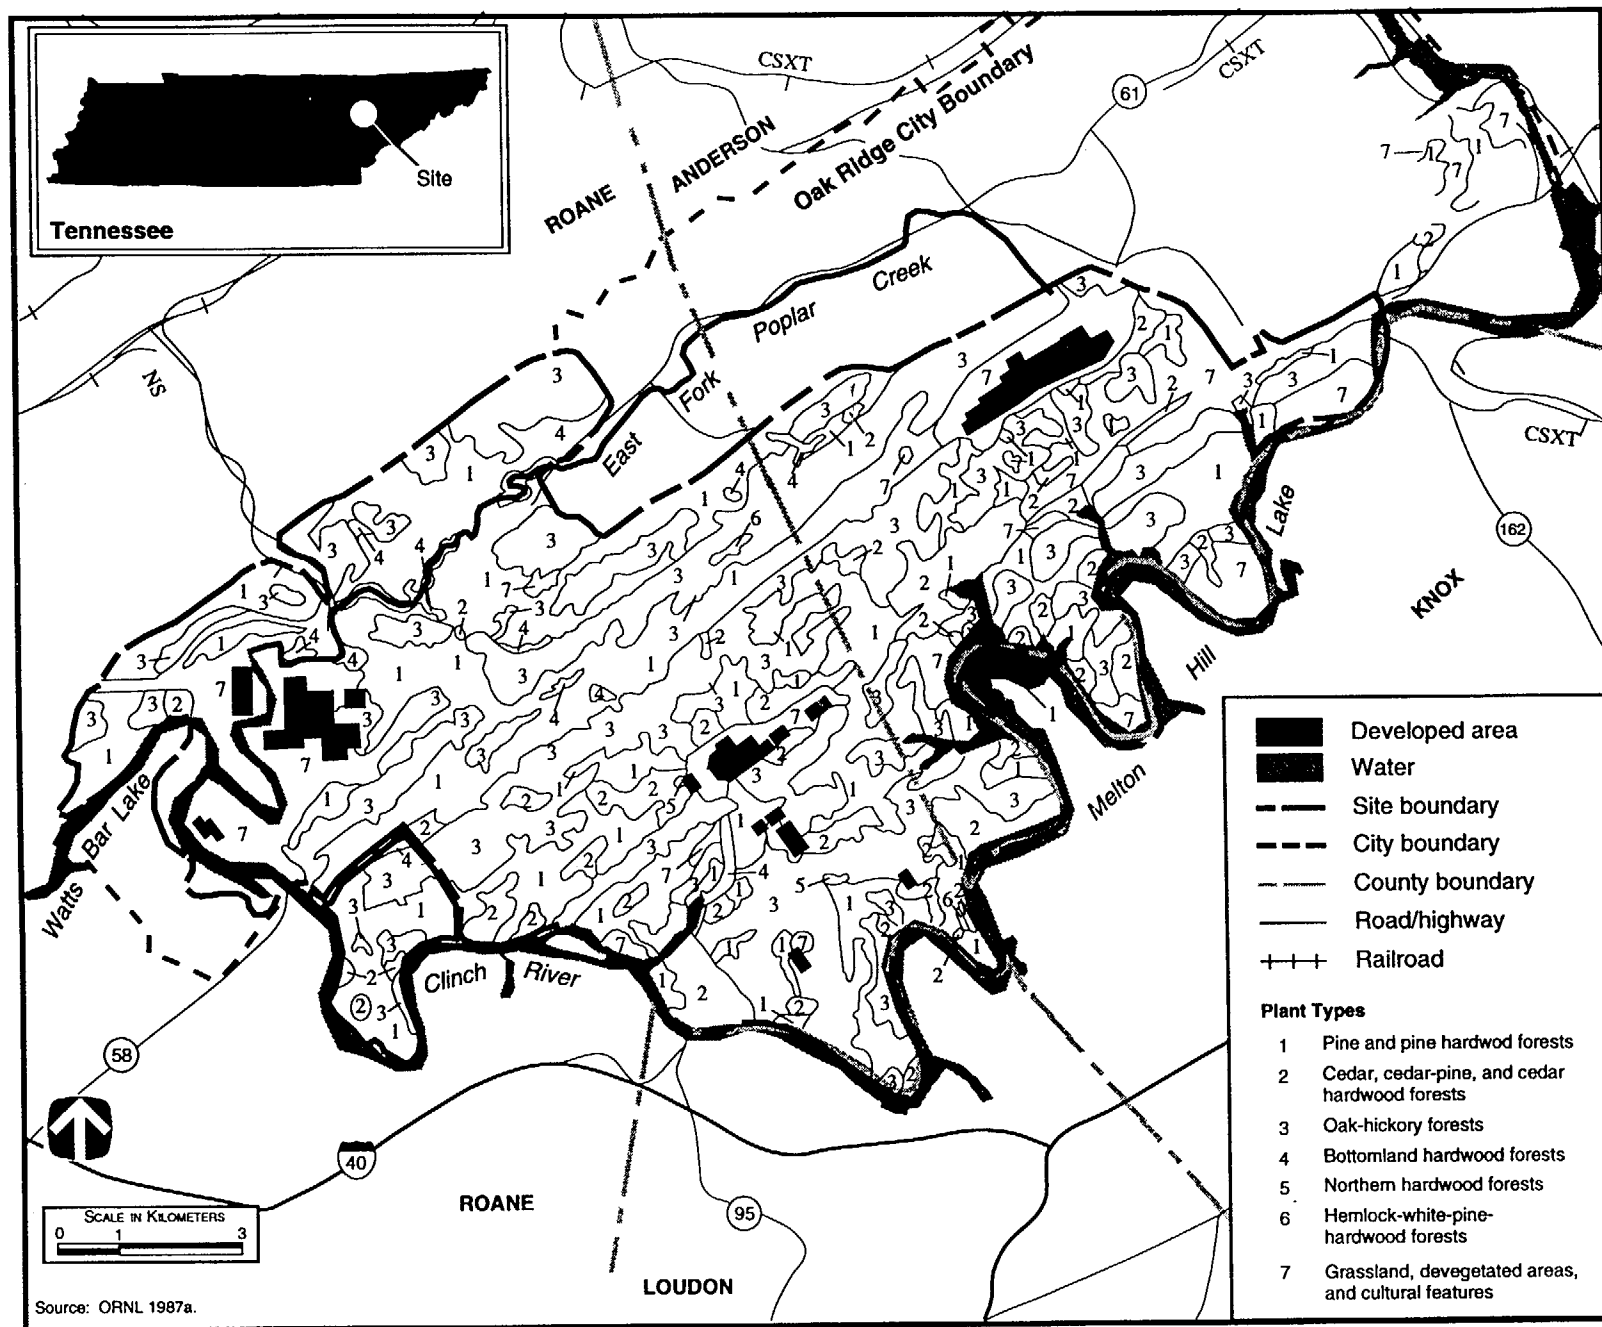 Site
Tennessee
CSXT
CSXT
61
ROANE
ANDERSON
Oak Ridge City Boundary
NS
East
Fork
Poplar
Creek
CSXT
162
KNOX
Melton
Hill
Lake
Watts
Bar Lake
Clinch
River
58
40
95
ROANE
LOUDON
SCALE IN KILOMETERS
0 1 3
Source: ORNL 1987a.
Developed area
Water
Site boundary
City boundary
County boundary
Road/highway
Railroad
Plant Types
1 Pine and pine hardwod forests
2 Cedar, cedar-pine, and cedar
hardwood forests
3 Oak-hickory forests
4 Bottomland hardwood forests
5 Northern hardwood forests
6 Hemlock-white-pine-
hardwood forests
7 Grassland, devegetated areas,
and cultural features